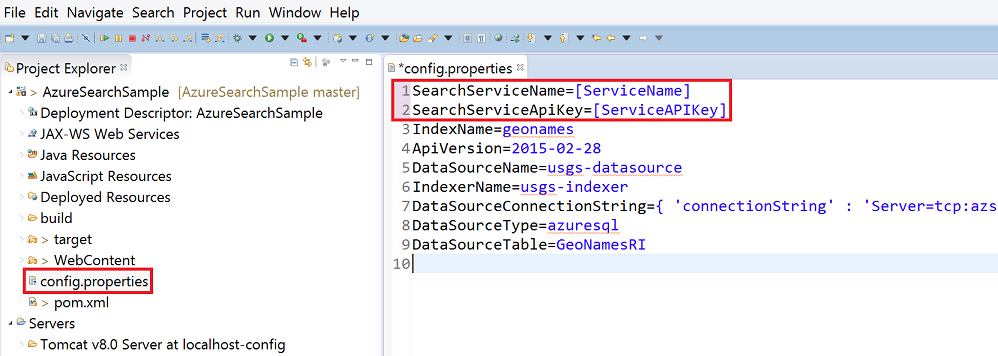 File Edit Navigate Search Project Run Window Help
Project Explorer
AzureSearchSample [AzureSearchSample master]
Deployment Descriptor: AzureSearchSample
JAX-WS Web Services
Java Resources
JavaScript Resources
Deployed Resources
build
> target
> WebContent
config.properties
> pom.xml
Servers
Tomcat v8.0 Server at localhost-config
*config.properties
1 SearchServiceName=[ServiceName]
2 SearchServiceApiKey=[ServiceAPIKey]
3 IndexName=geonames
4 ApiVersion=2015-02-28
5 DataSourceName=usgs-datasource
6 IndexerName=usgs-indexer
7 DataSourceConnectionString={ 'connectionString' : 'Server=tcp:azs
8 DataSourceType=azuresql
9 DataSourceTable=GeoNamesRI
10